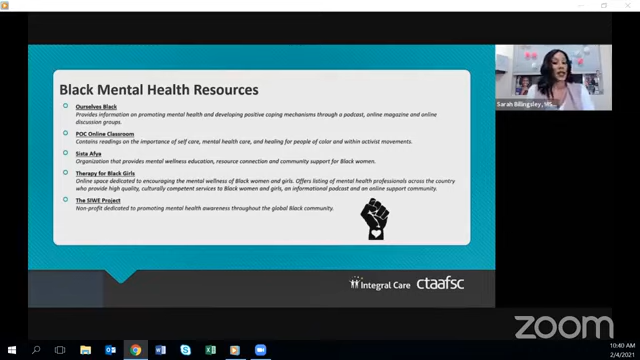 Black Mental Health Resources
Ourselves Black
Provides information on promoting mental health and developing positive coping mechanisms through a podcast, online magazine and online
discussion groups.
POC Online Classroom
Contains readings on the importance of self care, mental health care, and healing for people of color and within activist movements.
Sista Afya
Organization that provides mental wellness education, resource connection and community support for Black women.
Therapy for Black Girls
Online space dedicated to encouraging the mental wellness of Black women and girls. Offers listing of mental health professionals across the country
who provide high quality, culturally competent services to Black women and girls, an informational podcast and an online support community.
The SIWE Project
Non-profit dedicated to promoting mental health awareness throughout the global Black community.
Integral Care ctaafsc
Sarah Billingsley, MS...
zoom
10:40 AM
2/4/2021